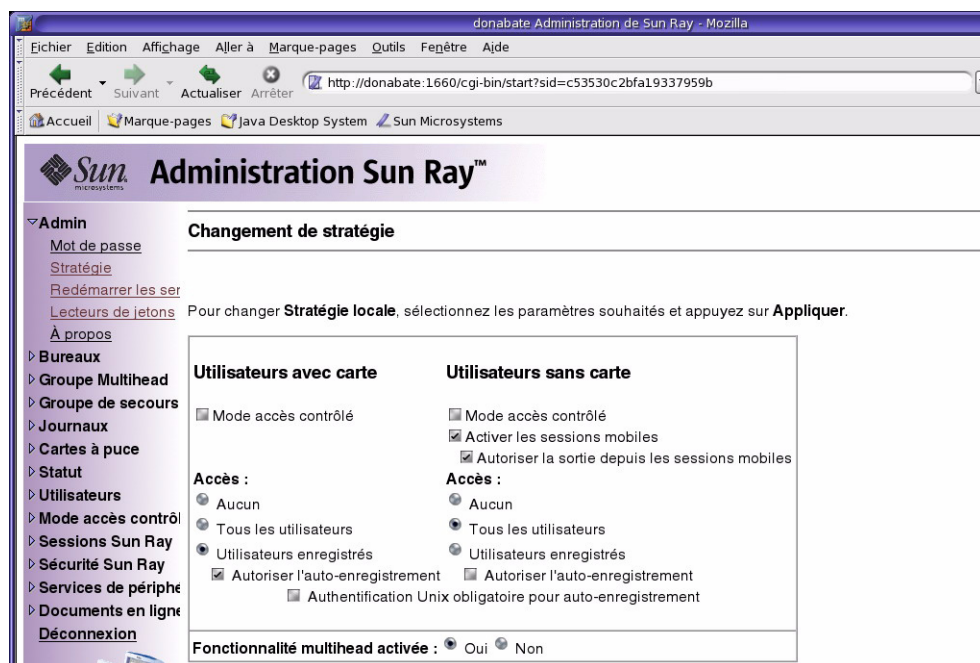 donabate Administration de Sun Ray - Mozilla
Fichier Edition Affichage Aller à Marque-pages Outils Fenêtre Aide
Précédent Suivant Actualiser Arrêter http://donabate:1660/cgi-bin/start?sid=c53530c2bfa19337959b
Accueil Marque-pages Java Desktop System Sun Microsystems
Sun microsystems Administration Sun Ray™
Admin
Mot de passe
Stratégie
Redémarrer les ser
Lecteurs de jetons
À propos
Bureaux
Groupe Multihead
Groupe de secours
Journaux
Cartes à puce
Statut
Utilisateurs
Mode accès contrôl
Sessions Sun Ray
Sécurité Sun Ray
Services de périphé
Documents en ligne
Déconnexion
Changement de stratégie
Pour changer Stratégie locale, sélectionnez les paramètres souhaités et appuyez sur Appliquer.
Utilisateurs avec carte Utilisateurs sans carte
Mode accès contrôlé Mode accès contrôlé
Activer les sessions mobiles
Autoriser la sortie depuis les sessions mobiles
Accès : Accès :
Aucun Aucun
Tous les utilisateurs Tous les utilisateurs
Utilisateurs enregistrés Utilisateurs enregistrés
Autoriser l'auto-enregistrement Autoriser l'auto-enregistrement
Authentification Unix obligatoire pour auto-enregistrement
Fonctionnalité multihead activée : Oui Non